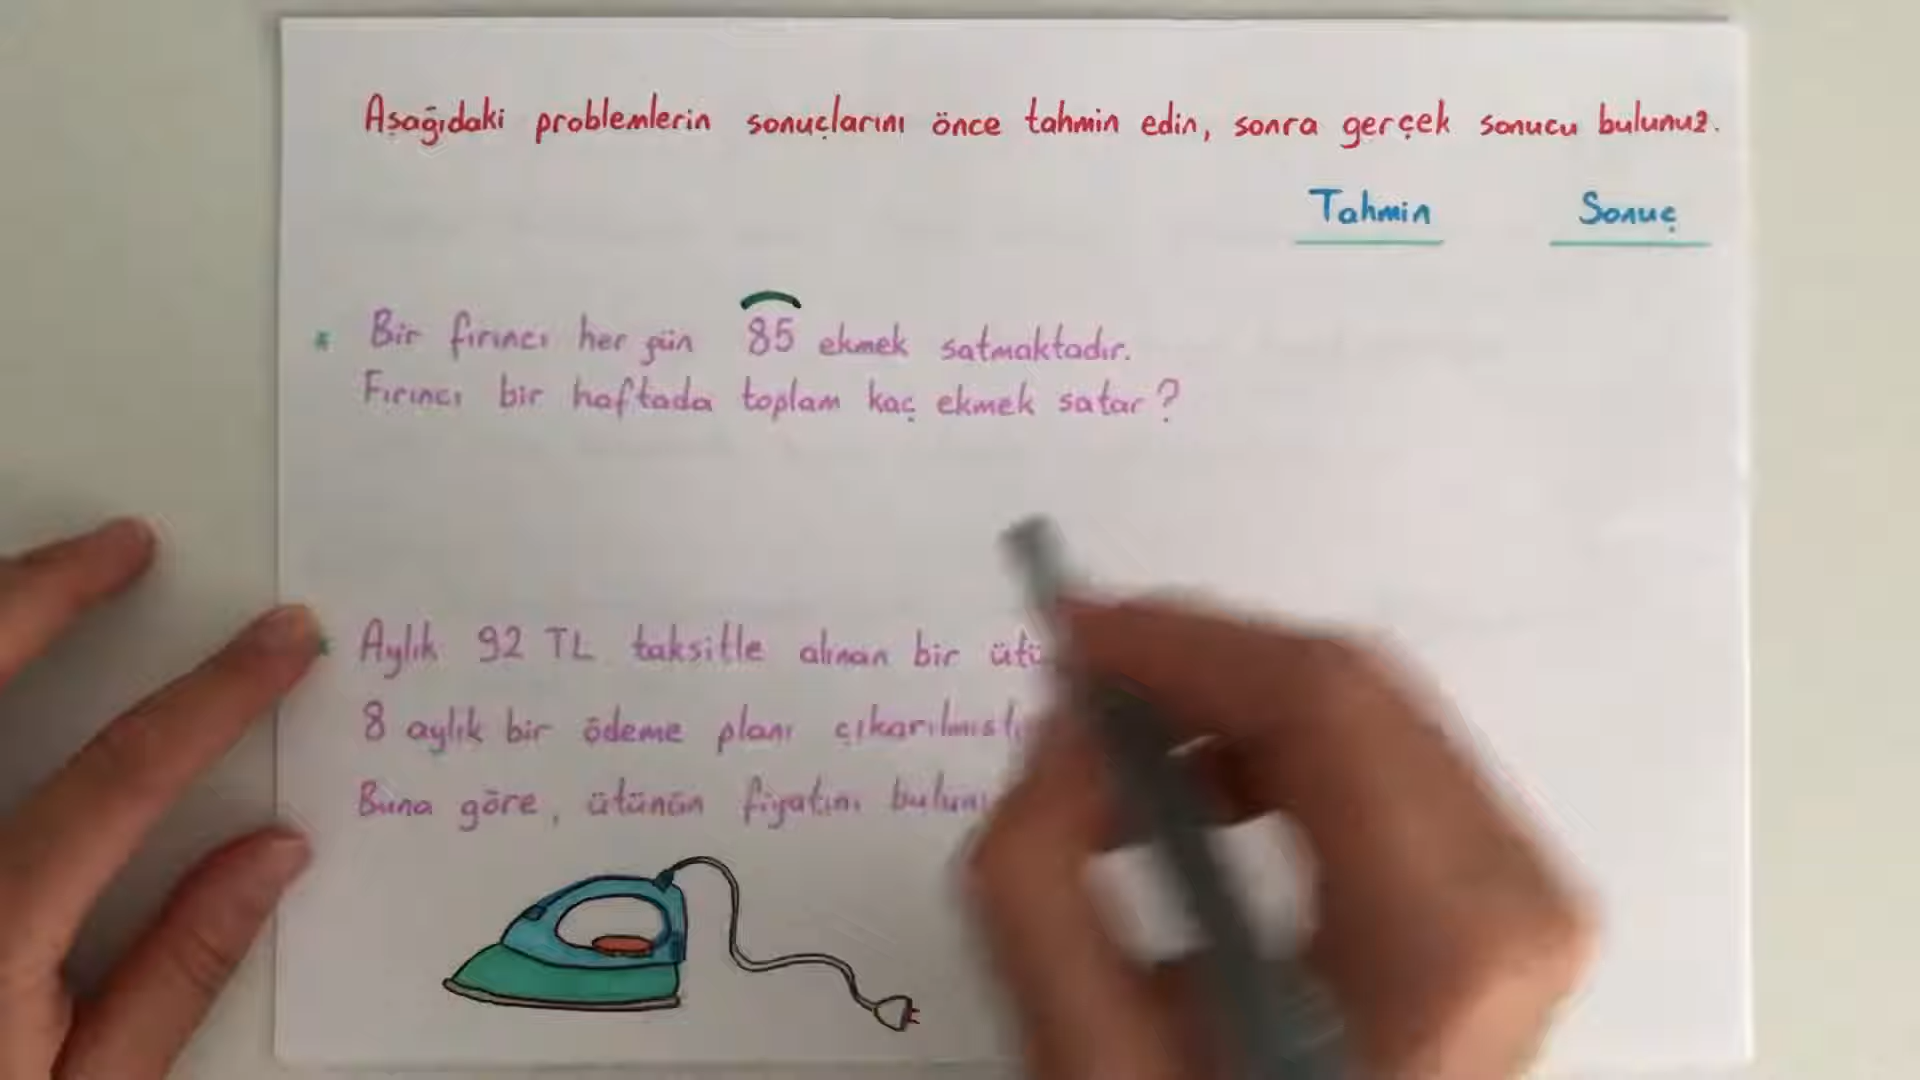 Aşağıdaki problemlerin sonuçlarını önce tahmin edin, sonra gerçek sonucu bulunuz.
Tahmin Sonuç
* Bir fırıncı her gün 85 ekmek satmaktadır.
Fırıncı bir haftada toplam kaç ekmek satar?
* Aylık 92 TL taksitle alınan bir
8 aylık bir ödeme planı
Buna göre, ütünün fiyatını